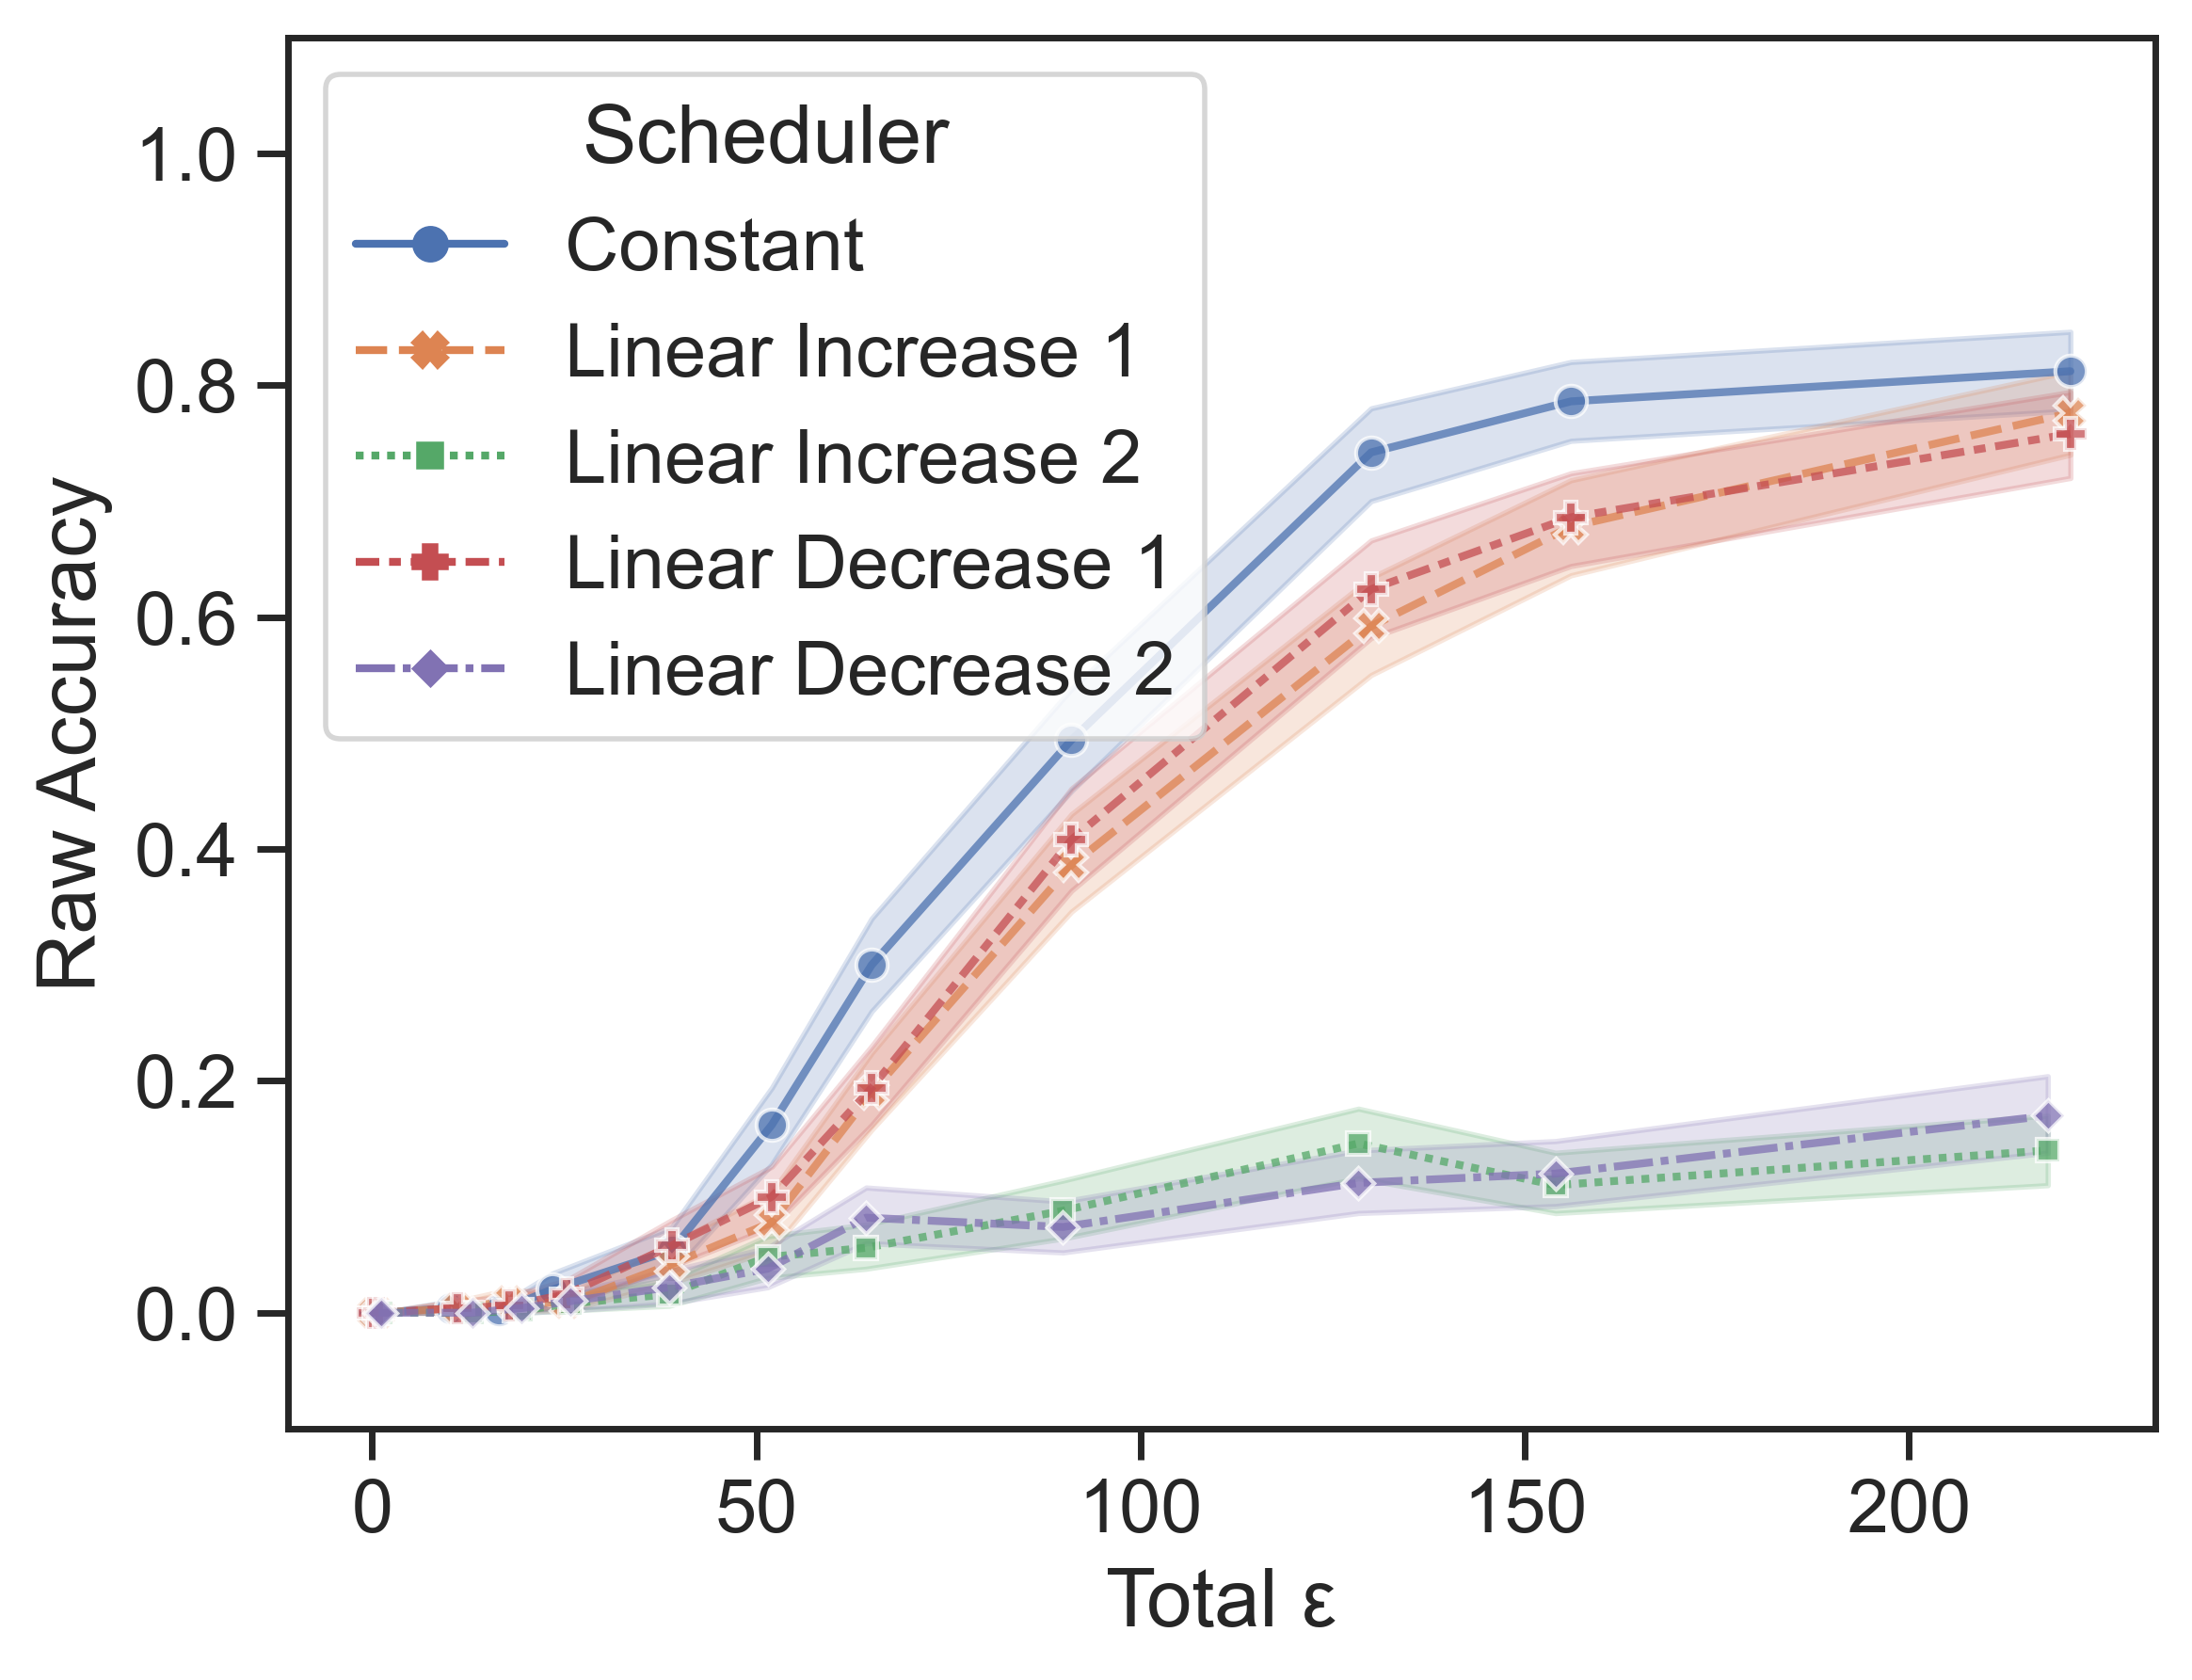 Scheduler
Constant
Linear Increase 1
Linear Increase 2
Linear Decrease 1
Linear Decrease 2
1.0
0.8
0.6
0.4
0.2
0.0
Raw Accuracy
0 50 100 150 200
Total ε